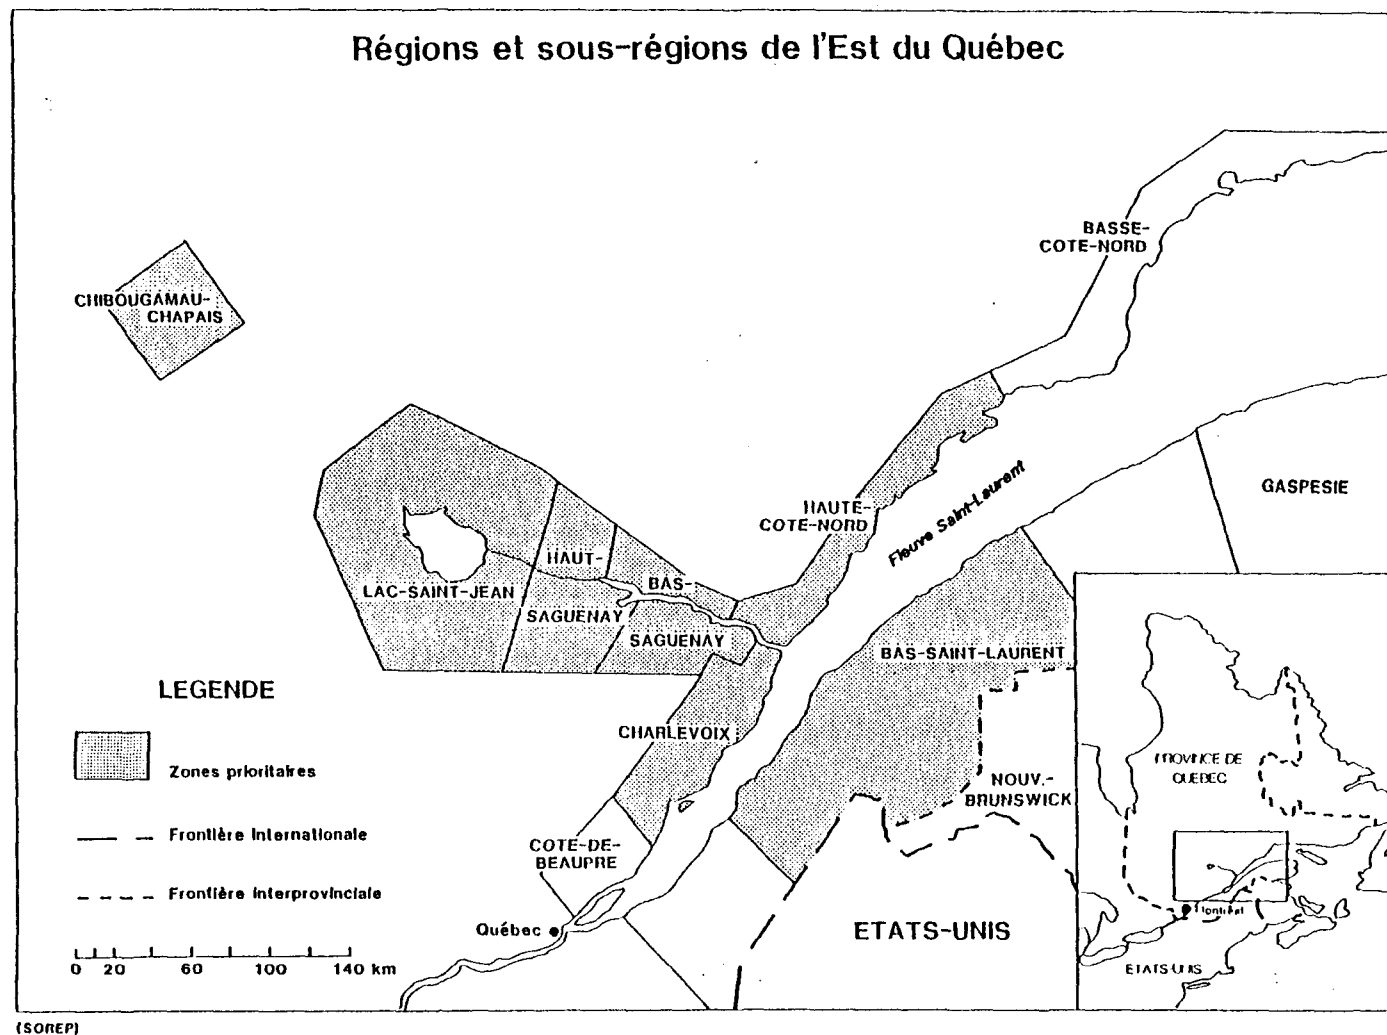 Régions et sous-régions de l'Est du Québec
BASSE-
COTE-NORD
CHIBOUGAMAU-
CHAPAIS
HAUTE-
COTE-NORD
Fleuve Saint-Laurent
GASPESIE
HAUT-
SAGUENAY
BAS-
SAGUENAY
LAC-SAINT-JEAN
BAS-SAINT-LAURENT
CHARLEVOIX
NOUV.-
BRUNSWICK
COTE-DE-
BEAUPRE
Québec
ETATS-UNIS
LEGENDE
Zones prioritaires
Frontière Internationale
Frontière Interprovinciale
0 20 60 100 140 km
PROVINCE DE
QUEBEC
Montréal
ETATS-UNIS
(SOREP)